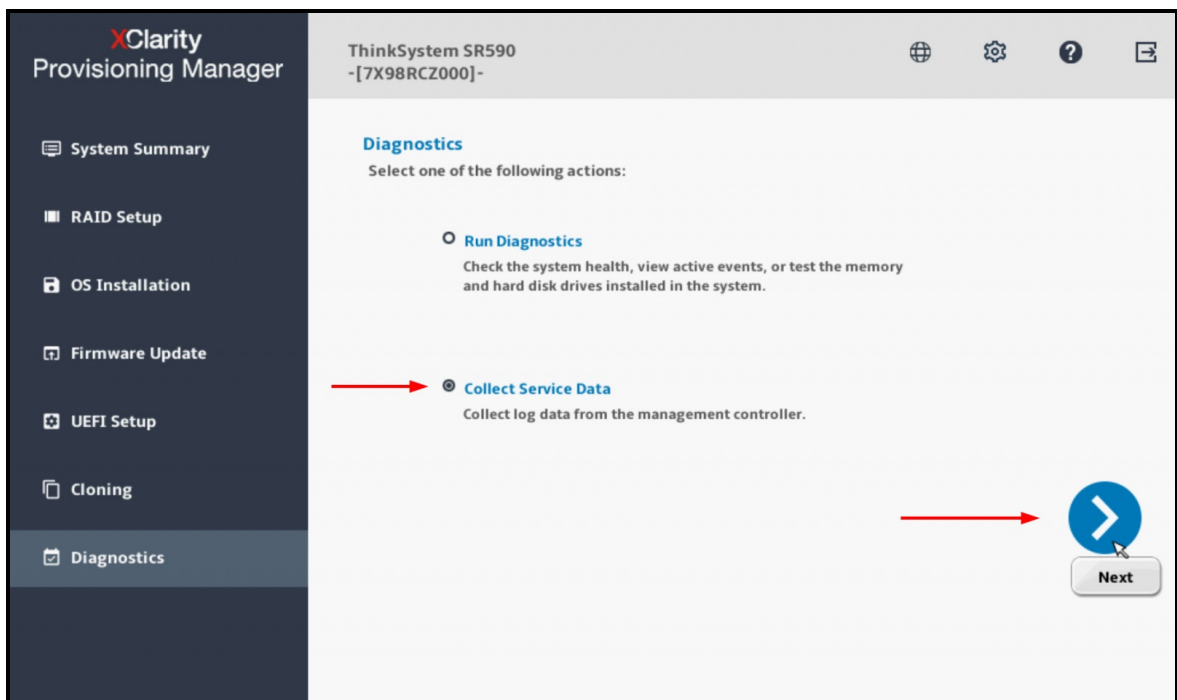 XClarity
Provisioning Manager
System Summary
RAID Setup
OS Installation
Firmware Update
UEFI Setup
Cloning
Diagnostics
ThinkSystem SR590
-[7X98RCZ000]-
Diagnostics
Select one of the following actions:
Run Diagnostics
Check the system health, view active events, or test the memory
and hard disk drives installed in the system.
Collect Service Data
Collect log data from the management controller.
Next